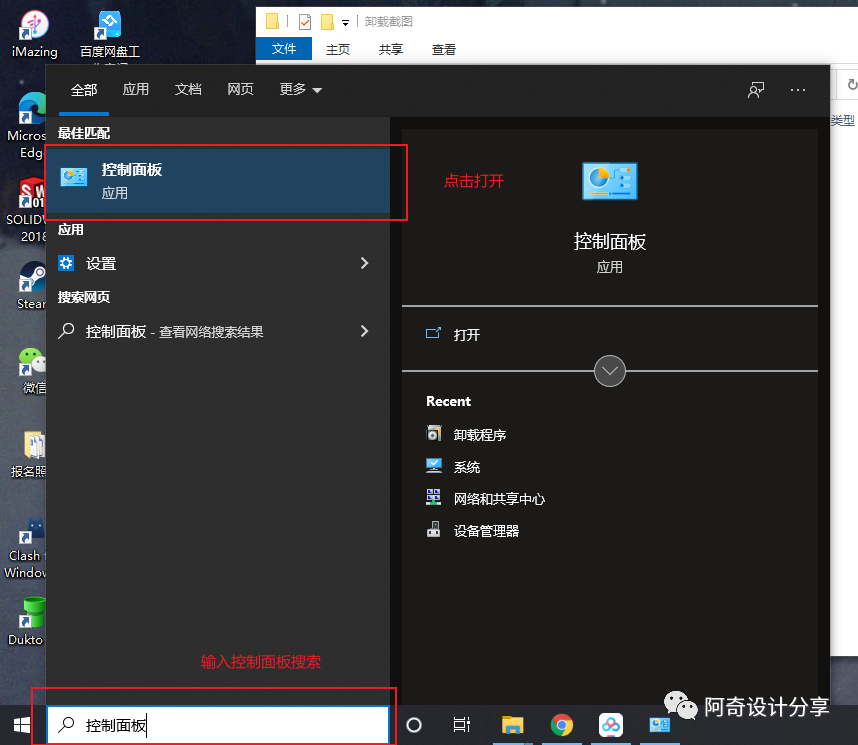 iMazing
百度网盘工
Micros
Edg
SOLIDW
2018
Stear
微信
报名照
Clash f
Window
Dukto
卸载截图
文件 主页 共享 查看
类型
全部 应用 文档 网页 更多
最佳匹配
控制面板
应用
应用
设置
搜索网页
控制面板 - 查看网络搜索结果
点击打开
控制面板
应用
打开
Recent
卸载程序
系统
网络和共享中心
设备管理器
输入控制面板搜索
控制面板
阿奇设计分享